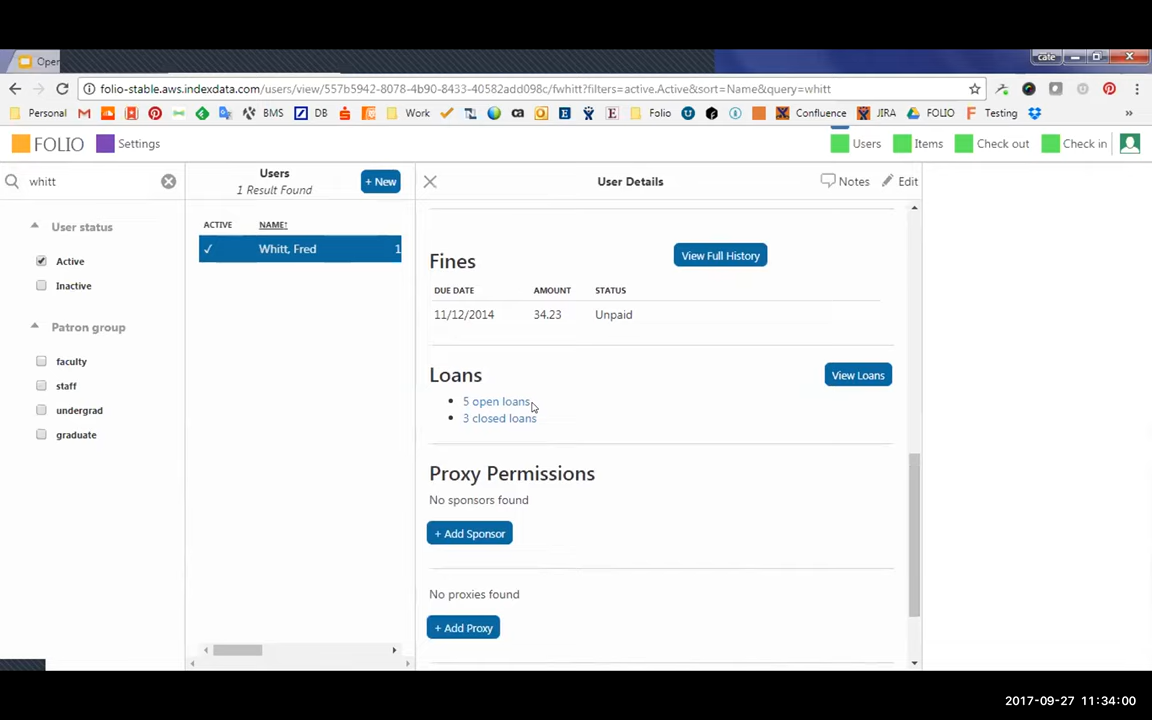 Open
cate
folio-stable.aws.indexdata.com/users/view/557b5942-8078-4b90-8433-40582add098c/fwhitt?filters=active.Active&sort=Name&query=whitt
Personal BMS DB Work ca Folio Confluence JIRA FOLIO Testing »
FOLIO Settings Users Items Check out Check in
whitt
Users
1 Result Found
+ New
User Details
Notes
Edit
User status
Active
Inactive
Patron group
faculty
staff
undergrad
graduate
ACTIVE NAME↑
✓ Whitt, Fred 1
Fines
View Full History
DUE DATE AMOUNT STATUS
11/12/2014 34.23 Unpaid
Loans
View Loans
• 5 open loans
• 3 closed loans
Proxy Permissions
No sponsors found
+ Add Sponsor
No proxies found
+ Add Proxy
2017-09-27 11:34:00